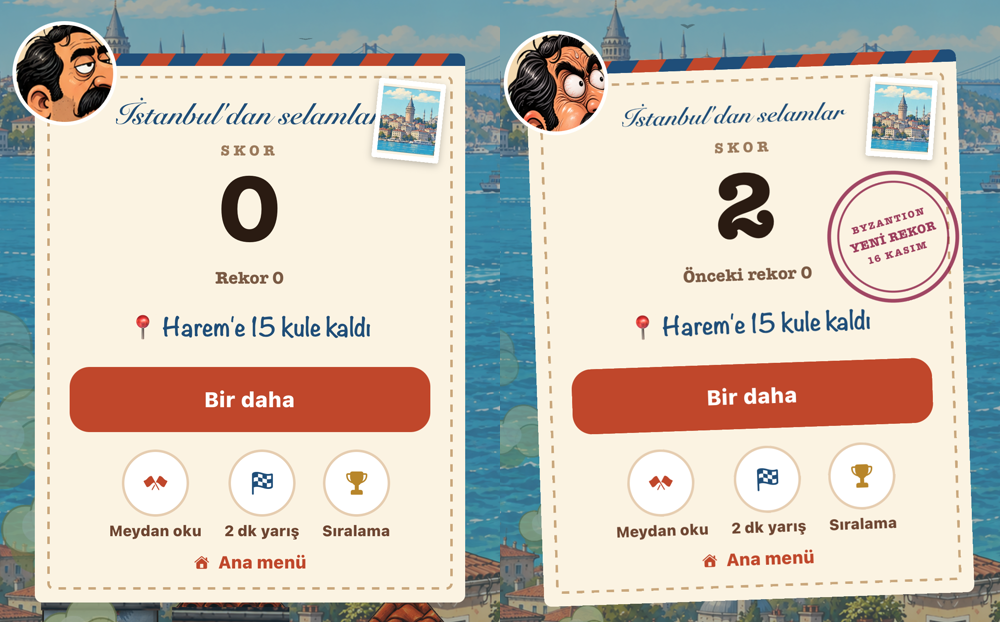 İstanbul'dan selamlar
SKOR
0
Rekor 0
Harem'e 15 kule kaldı
Bir daha
Meydan oku
2 dk yarış
Sıralama
Ana menü
İstanbul'dan selamlar
SKOR
2
BYZANTION
YENİ REKOR
16 KASIM
Önceki rekor 0
Harem'e 15 kule kaldı
Bir daha
Meydan oku
2 dk yarış
Sıralama
Ana menü